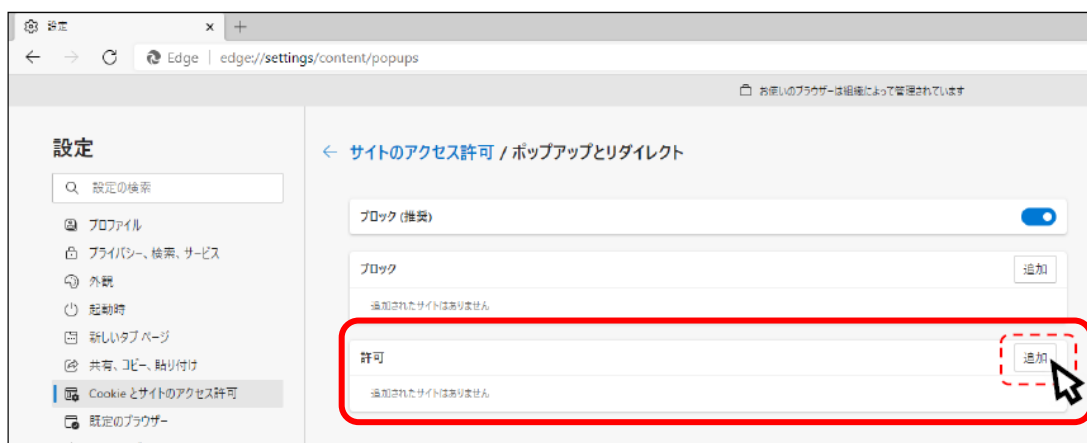 設定
Edge | edge://settings/content/popups
お使いのブラウザーは組織によって管理されています
設定
設定の検索
プロファイル
プライバシー、検索、サービス
外観
起動時
新しいタブ ページ
共有、コピー、貼り付け
Cookie とサイトのアクセス許可
既定のブラウザー
サイトのアクセス許可 / ポップアップとリダイレクト
ブロック (推奨)
ブロック
追加
追加されたサイトはありません
許可
追加
追加されたサイトはありません